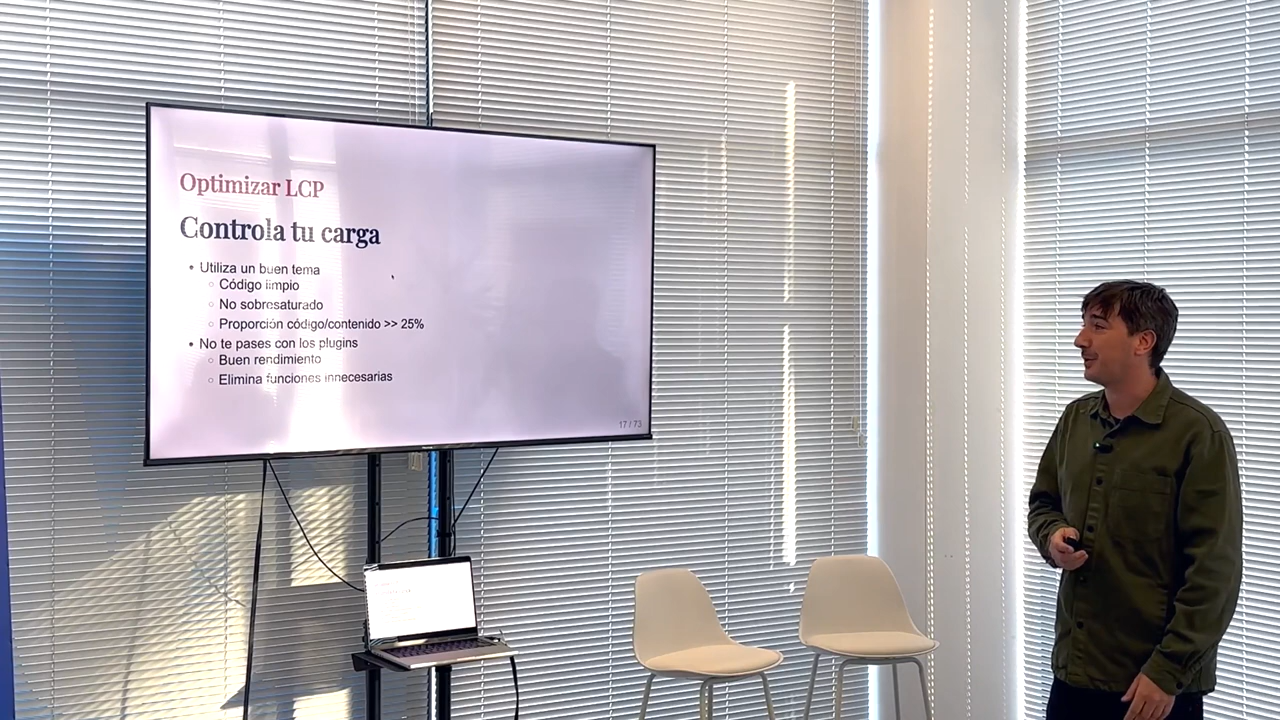 Optimizar LCP
Controla tu carga
• Utiliza un buen tema
○ Código limpio
○ No sobresaturado
○ Proporción código/contenido >> 25%
• No te pases con los plugins
○ Buen rendimiento
○ Elimina funciones innecesarias
17 / 73